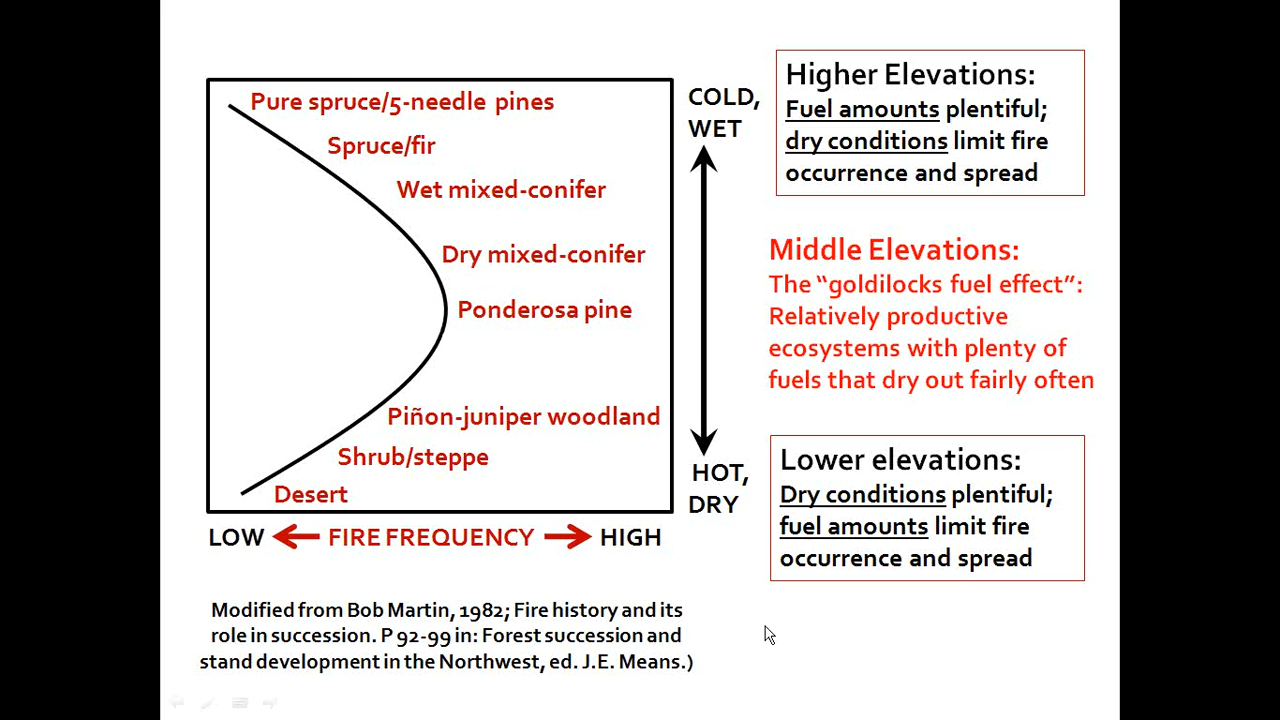 Pure spruce/5-needle pines
Spruce/fir
Wet mixed-conifer
Dry mixed-conifer
Ponderosa pine
Piñon-juniper woodland
Shrub/steppe
Desert
LOW FIRE FREQUENCY HIGH
COLD,
WET
HOT,
DRY
Higher Elevations:
Fuel amounts plentiful;
dry conditions limit fire
occurrence and spread
Middle Elevations:
The “goldilocks fuel effect”:
Relatively productive
ecosystems with plenty of
fuels that dry out fairly often
Lower elevations:
Dry conditions plentiful;
fuel amounts limit fire
occurrence and spread
Modified from Bob Martin, 1982; Fire history and its
role in succession. P 92-99 in: Forest succession and
stand development in the Northwest, ed. J.E. Means.)